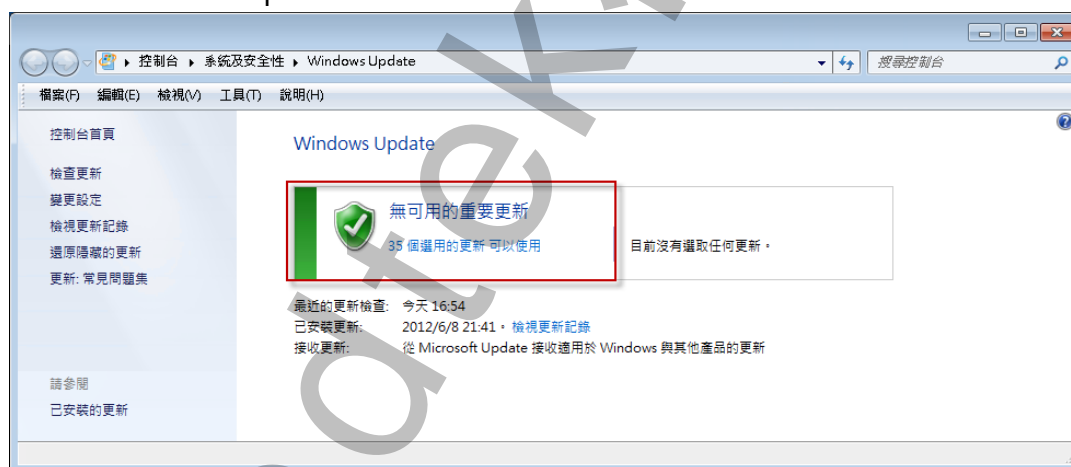 控制台 ▸ 系統及安全性 ▸ Windows Update
搜尋控制台
檔案(F) 編輯(E) 檢視(V) 工具(T) 說明(H)
控制台首頁
檢查更新
變更設定
檢視更新記錄
還原隱藏的更新
更新: 常見問題集
請參閱
已安裝的更新
Windows Update
無可用的重要更新
35 個選用的更新 可以使用
目前沒有選取任何更新。
最近的更新檢查: 今天 16:54
已安裝更新: 2012/6/8 21:41。檢視更新記錄
接收更新: 從 Microsoft Update 接收適用於 Windows 與其他產品的更新